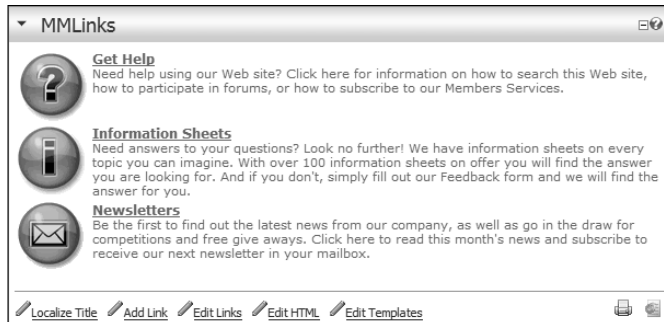 MMLinks
Get Help
Need help using our Web site? Click here for information on how to search this Web site,
how to participate in forums, or how to subscribe to our Members Services.
Information Sheets
Need answers to your questions? Look no further! We have information sheets on every
topic you can imagine. With over 100 information sheets on offer you will find the answer
you are looking for. And if you don't, simply fill out our Feedback form and we will find the
answer for you.
Newsletters
Be the first to find out the latest news from our company, as well as go in the draw for
competitions and free give aways. Click here to read this month's news and subscribe to
receive our next newsletter in your mailbox.
Localize Title Add Link Edit Links Edit HTML Edit Templates